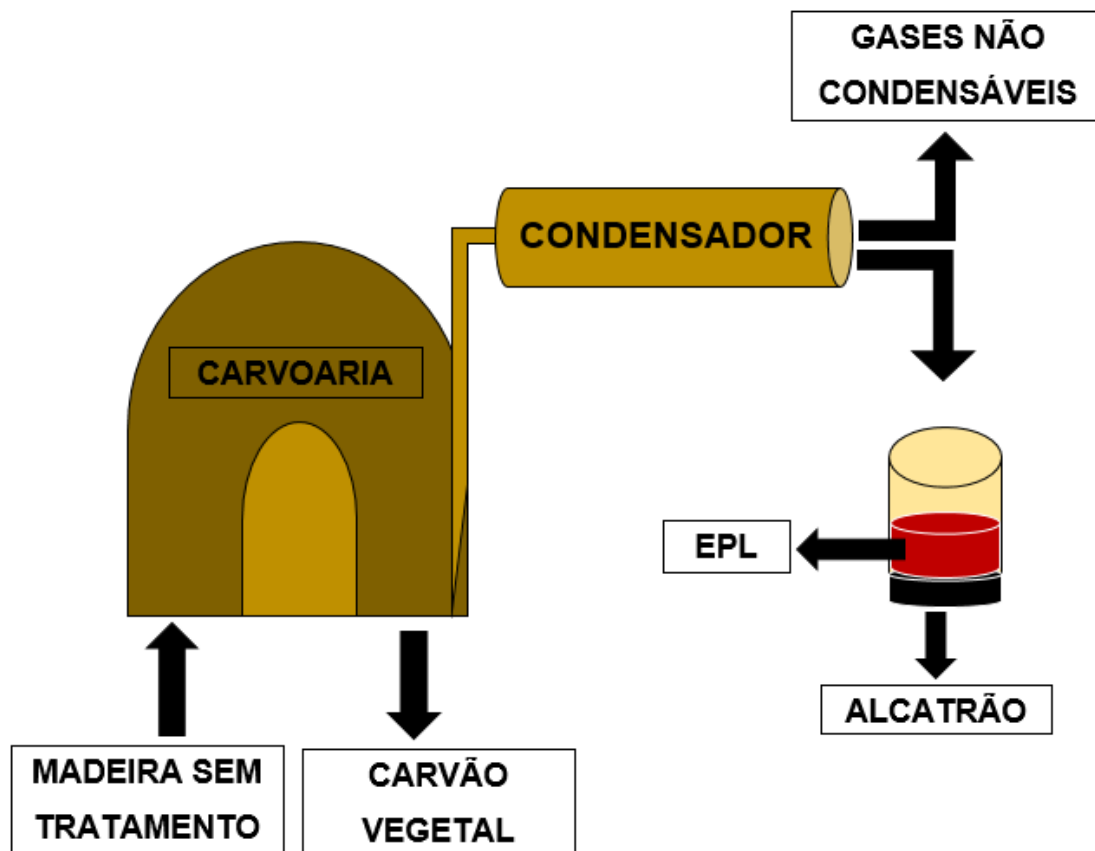 GASES NÃO
CONDENSÁVEIS
CONDENSADOR
CARVOARIA
EPL
ALCATRÃO
MADEIRA SEM
TRATAMENTO
CARVÃO
VEGETAL